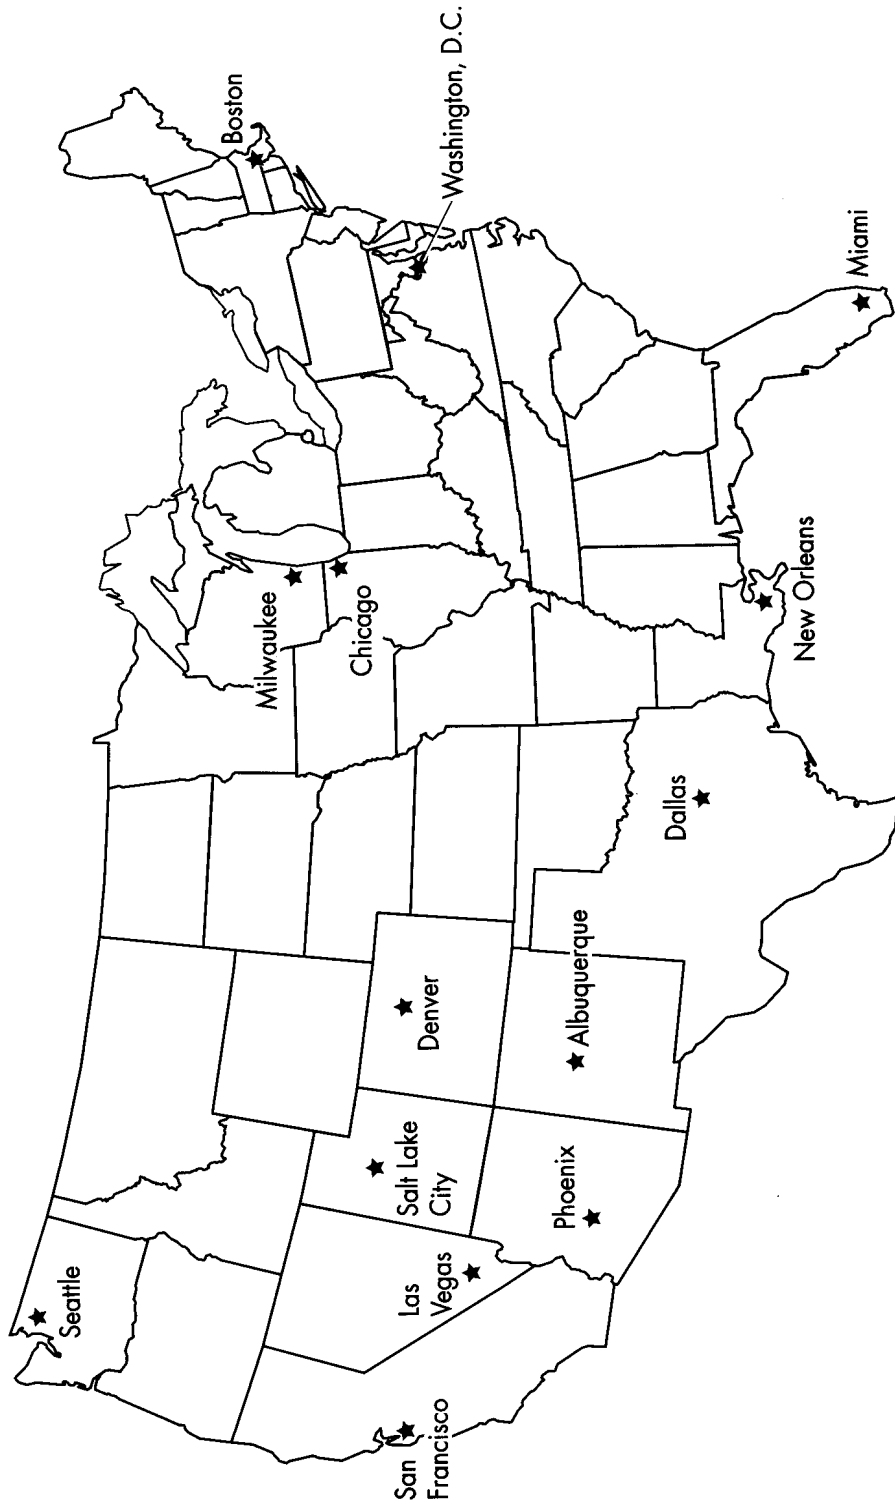 Seattle
San
Francisco
Las
Vegas
Salt Lake
City
Phoenix
Denver
Albuquerque
Dallas
Milwaukee
Chicago
New Orleans
Boston
Washington, D.C.
Miami